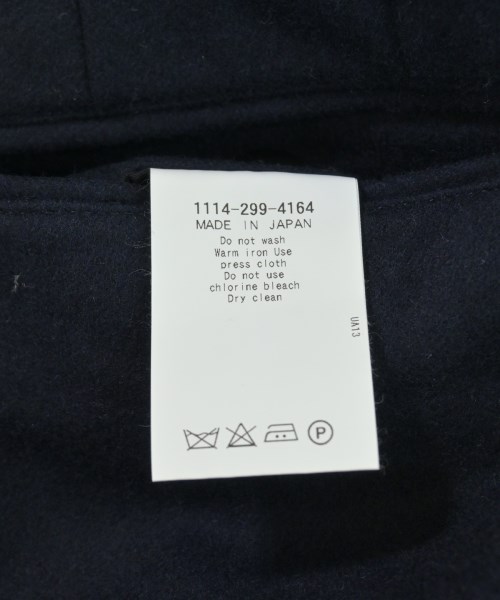 1114-299-4164
MADE IN JAPAN
Do not wash
Warm iron Use
press cloth
Do not use
chlorine bleach
Dry clean
UA13
P